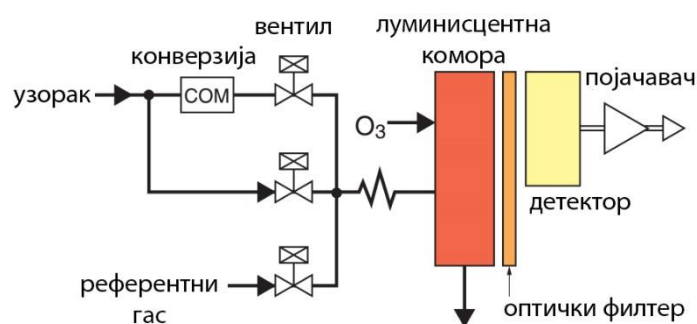 вентил
луминисцентна
комора
конверзија
појачавач
узорак
COM
O₃
детектор
референтни
гас
оптички филтер